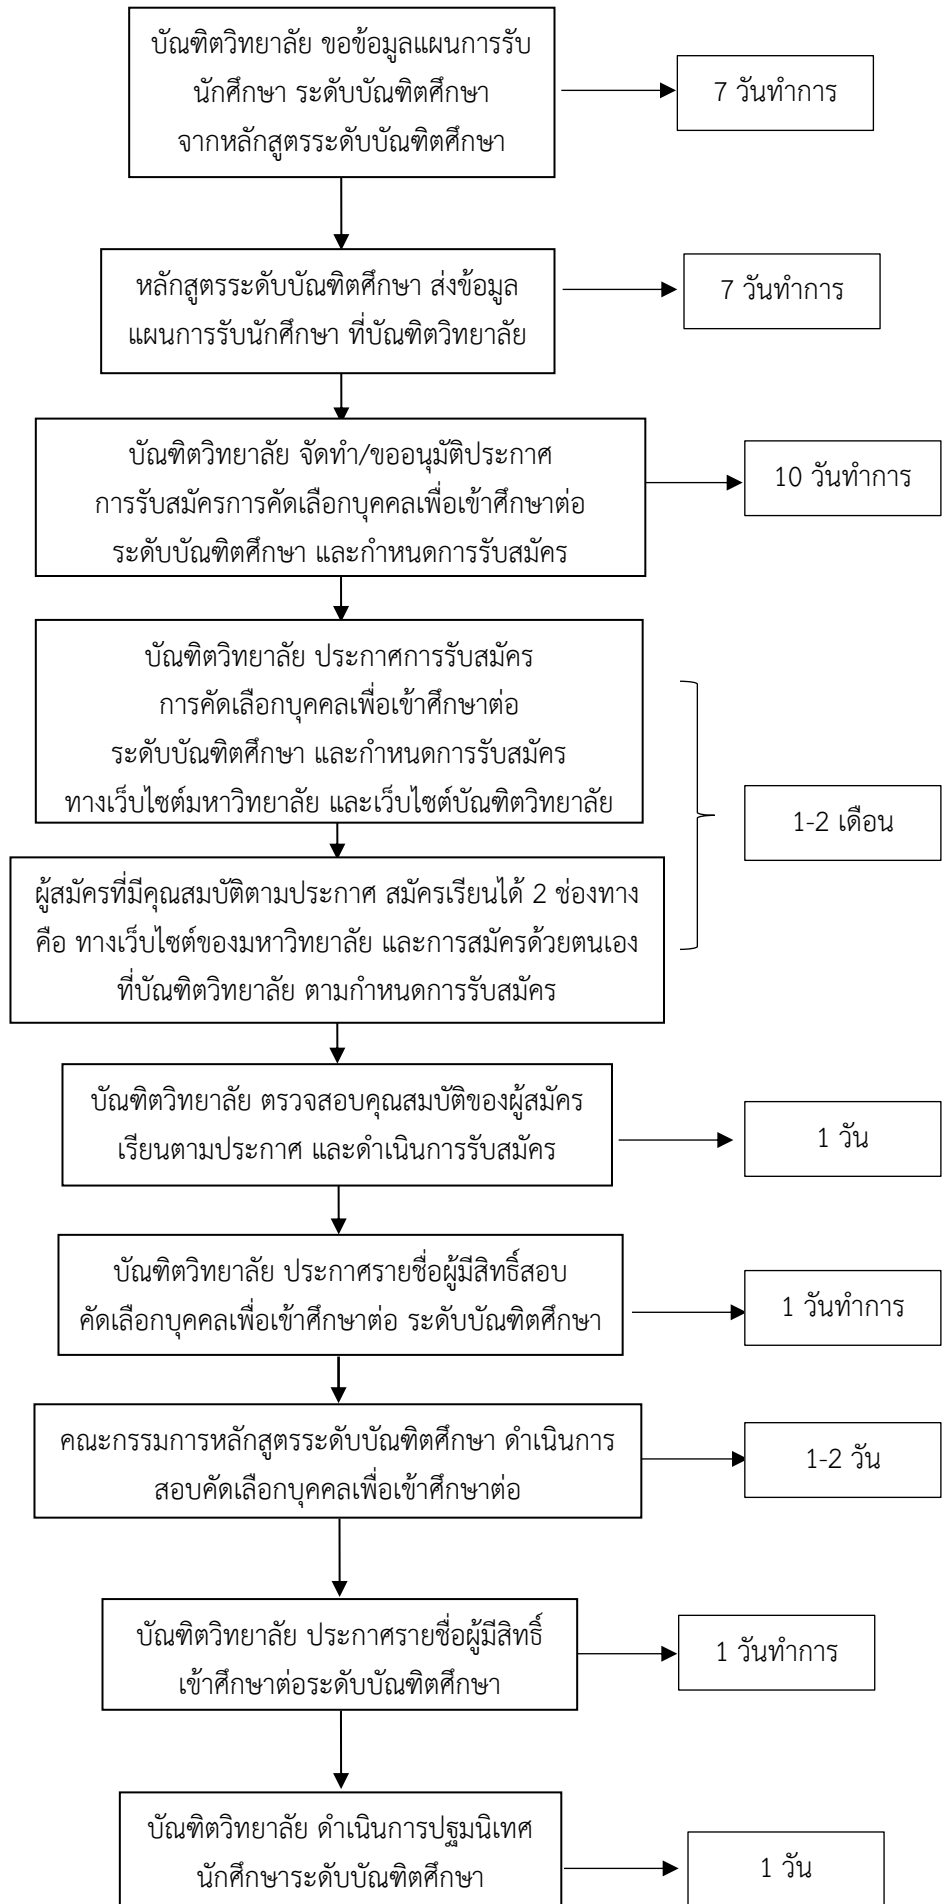 บัณฑิตวิทยาลัย ขอข้อมูลแผนการรับ
นักศึกษา ระดับบัณฑิตศึกษา
จากหลักสูตรระดับบัณฑิตศึกษา
7 วันทำการ
หลักสูตรระดับบัณฑิตศึกษา ส่งข้อมูล
แผนการรับนักศึกษา ที่บัณฑิตวิทยาลัย
7 วันทำการ
บัณฑิตวิทยาลัย จัดทำ/ขออนุมัติประกาศ
การรับสมัครการคัดเลือกบุคคลเพื่อเข้าศึกษาต่อ
ระดับบัณฑิตศึกษา และกำหนดการรับสมัคร
10 วันทำการ
บัณฑิตวิทยาลัย ประกาศการรับสมัคร
การคัดเลือกบุคคลเพื่อเข้าศึกษาต่อ
ระดับบัณฑิตศึกษา และกำหนดการรับสมัคร
ทางเว็บไซต์มหาวิทยาลัย และเว็บไซต์บัณฑิตวิทยาลัย
1-2 เดือน
ผู้สมัครที่มีคุณสมบัติตามประกาศ สมัครเรียนได้ 2 ช่องทาง
คือ ทางเว็บไซต์ของมหาวิทยาลัย และการสมัครด้วยตนเอง
ที่บัณฑิตวิทยาลัย ตามกำหนดการรับสมัคร
บัณฑิตวิทยาลัย ตรวจสอบคุณสมบัติของผู้สมัคร
เรียนตามประกาศ และดำเนินการรับสมัคร
1 วัน
บัณฑิตวิทยาลัย ประกาศรายชื่อผู้มีสิทธิ์สอบ
คัดเลือกบุคคลเพื่อเข้าศึกษาต่อ ระดับบัณฑิตศึกษา
1 วันทำการ
คณะกรรมการหลักสูตรระดับบัณฑิตศึกษา ดำเนินการ
สอบคัดเลือกบุคคลเพื่อเข้าศึกษาต่อ
1-2 วัน
บัณฑิตวิทยาลัย ประกาศรายชื่อผู้มีสิทธิ์
เข้าศึกษาต่อระดับบัณฑิตศึกษา
1 วันทำการ
บัณฑิตวิทยาลัย ดำเนินการปฐมนิเทศ
นักศึกษาระดับบัณฑิตศึกษา
1 วัน